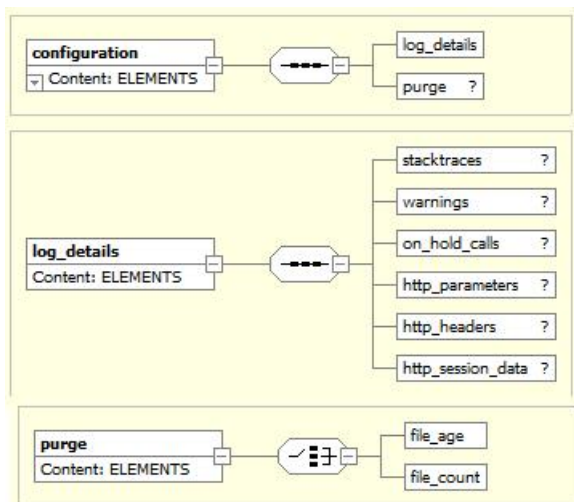 configuration
Content: ELEMENTS
log_details
purge ?
log_details
Content: ELEMENTS
stacktraces ?
warnings ?
on_hold_calls ?
http_parameters ?
http_headers ?
http_session_data ?
purge
Content: ELEMENTS
file_age
file_count